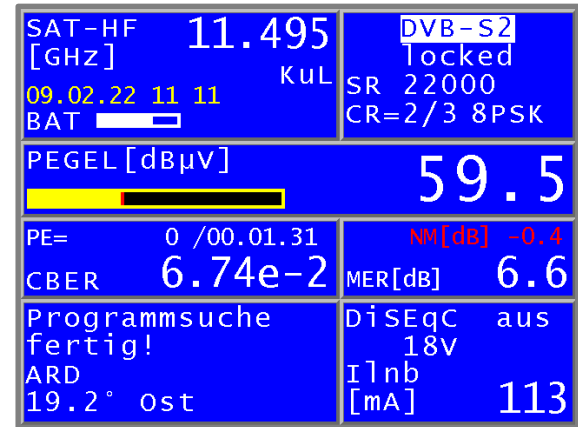 SAT-HF 11.495
[GHz]
KuL
09.02.22 11 11
BAT
DVB-S2
locked
SR 22000
CR=2/3 8PSK
PEGEL[dBµV]
59.5
PE= 0 /00.01.31
CBER 6.74e-2
NM[dB] -0.4
MER[dB] 6.6
Programmsuche
fertig!
ARD
19.2° Ost
DiSEqC aus
18V
Ilnb
[mA] 113